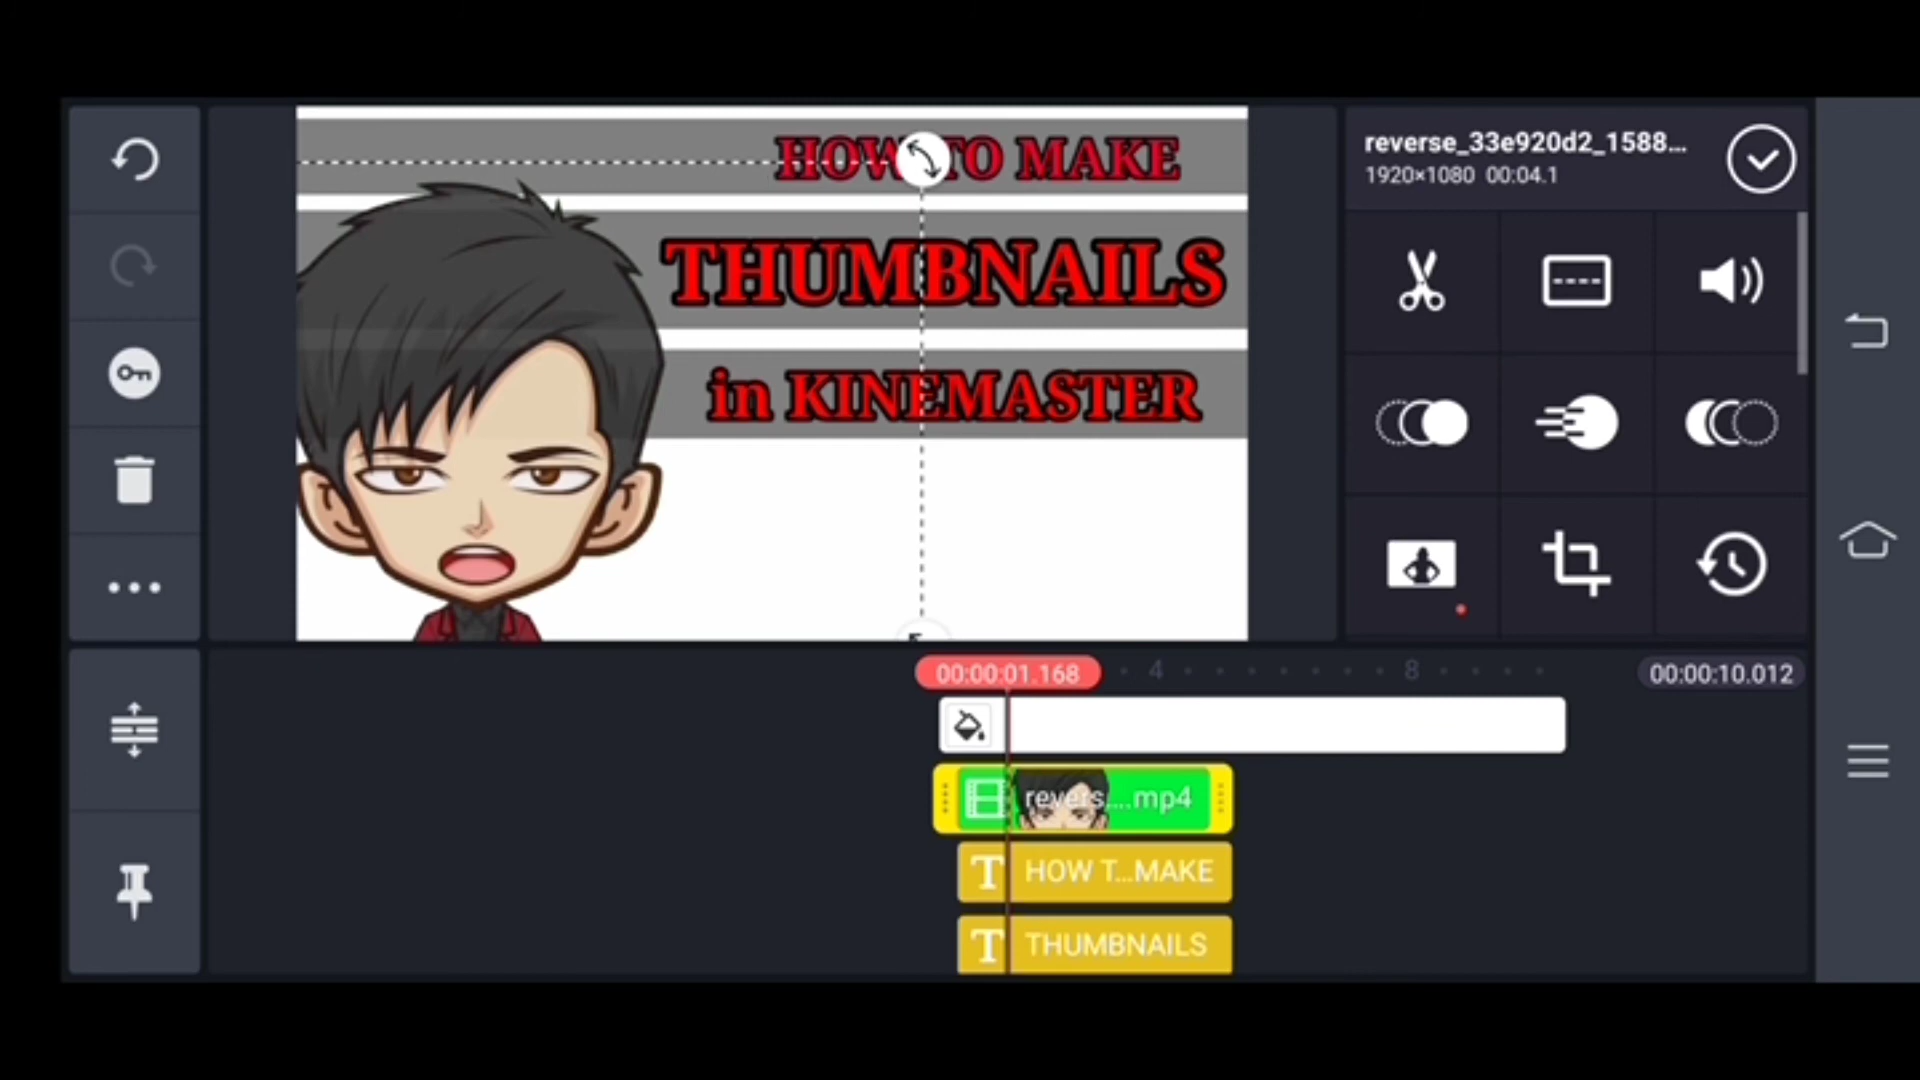 HOW TO MAKE
THUMBNAILS
in KINEMASTER
reverse_33e920d2_1588...
1920×1080 00:04.1
00:00:01.168
4
8
00:00:10.012
revers....mp4
T HOW T...MAKE
T THUMBNAILS